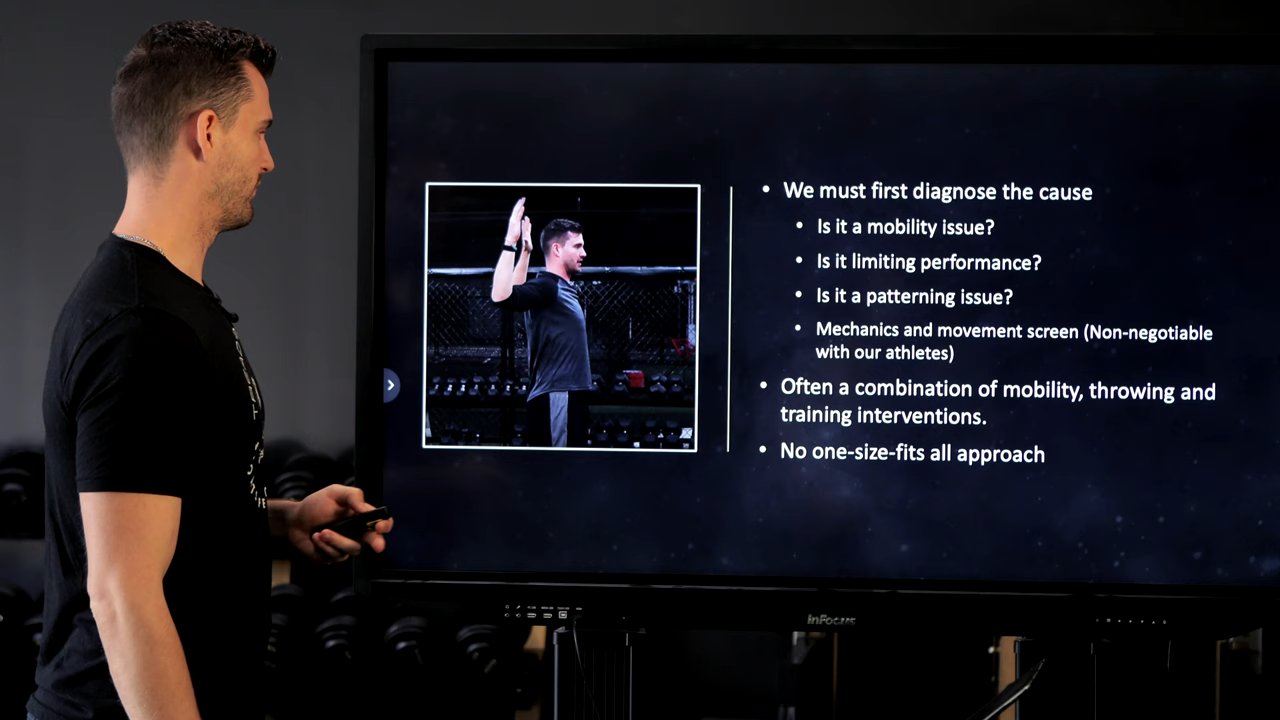 • We must first diagnose the cause
• Is it a mobility issue?
• Is it limiting performance?
• Is it a patterning issue?
• Mechanics and movement screen (Non-negotiable
with our athletes)
• Often a combination of mobility, throwing and
training interventions.
• No one-size-fits all approach
InFocus